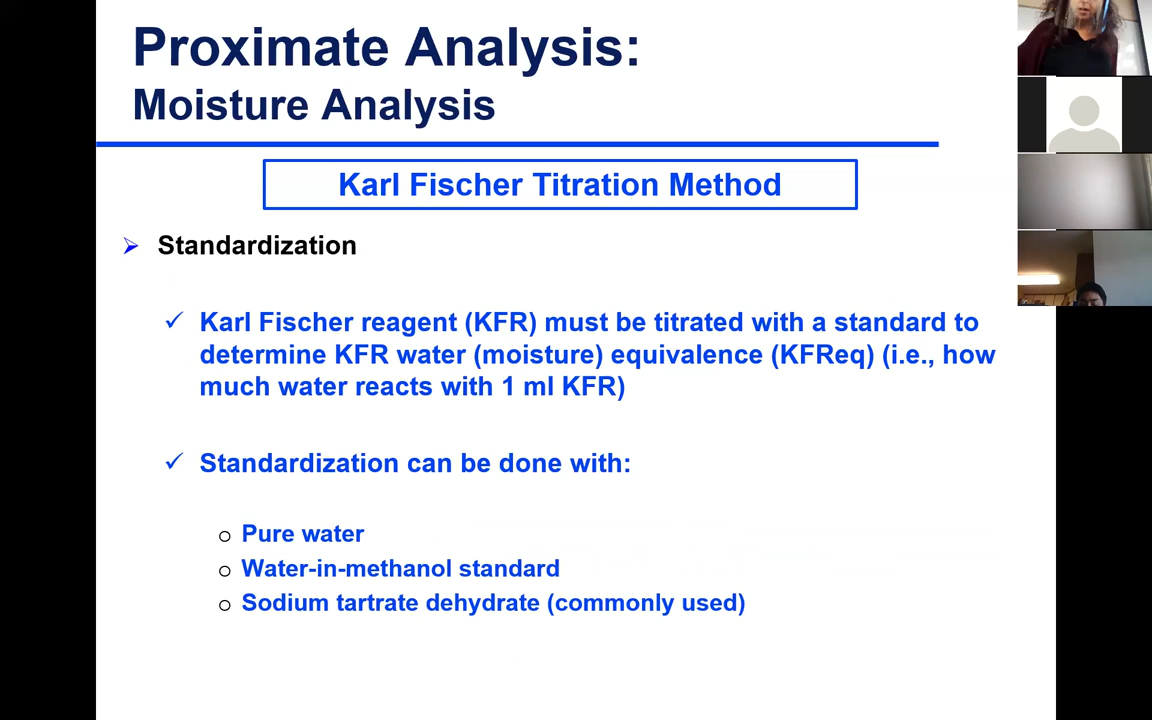 Proximate Analysis:
Moisture Analysis
Karl Fischer Titration Method
Standardization
Karl Fischer reagent (KFR) must be titrated with a standard to
determine KFR water (moisture) equivalence (KFReq) (i.e., how
much water reacts with 1 ml KFR)
Standardization can be done with:
Pure water
Water-in-methanol standard
Sodium tartrate dehydrate (commonly used)